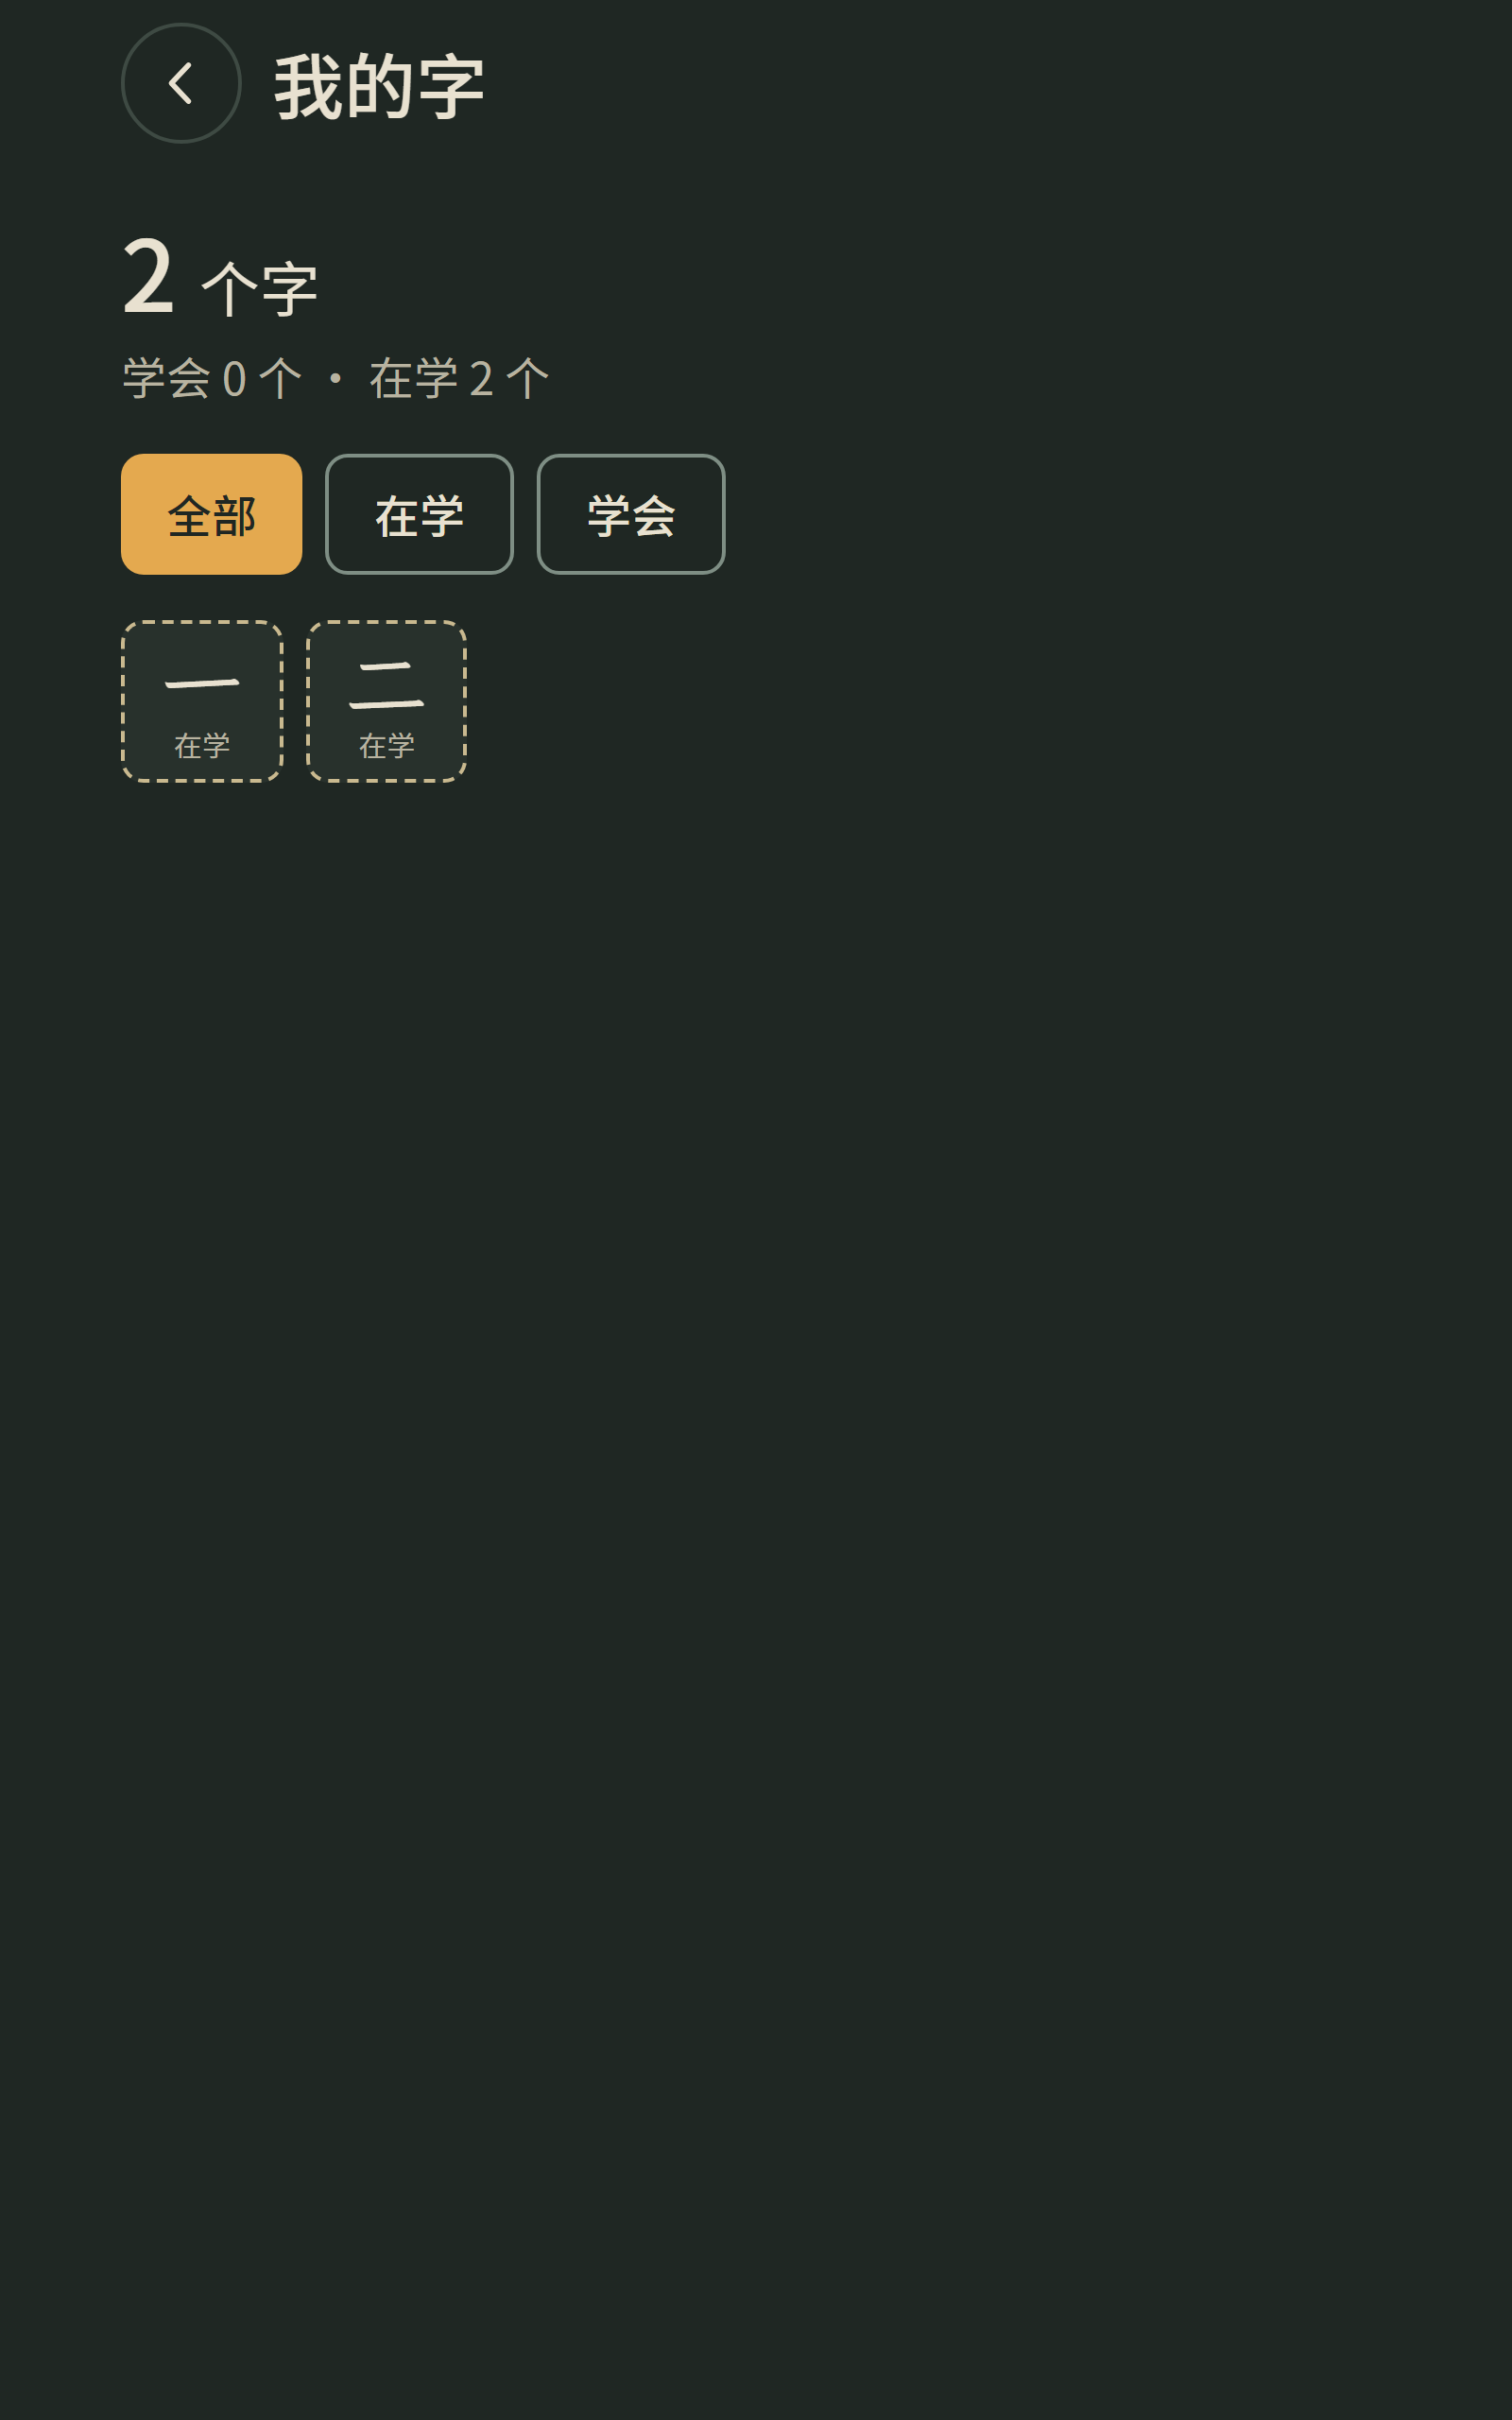 我的字
2 个字
学会 0 个 · 在学 2 个
全部 在学 学会
一 二
在学 在学